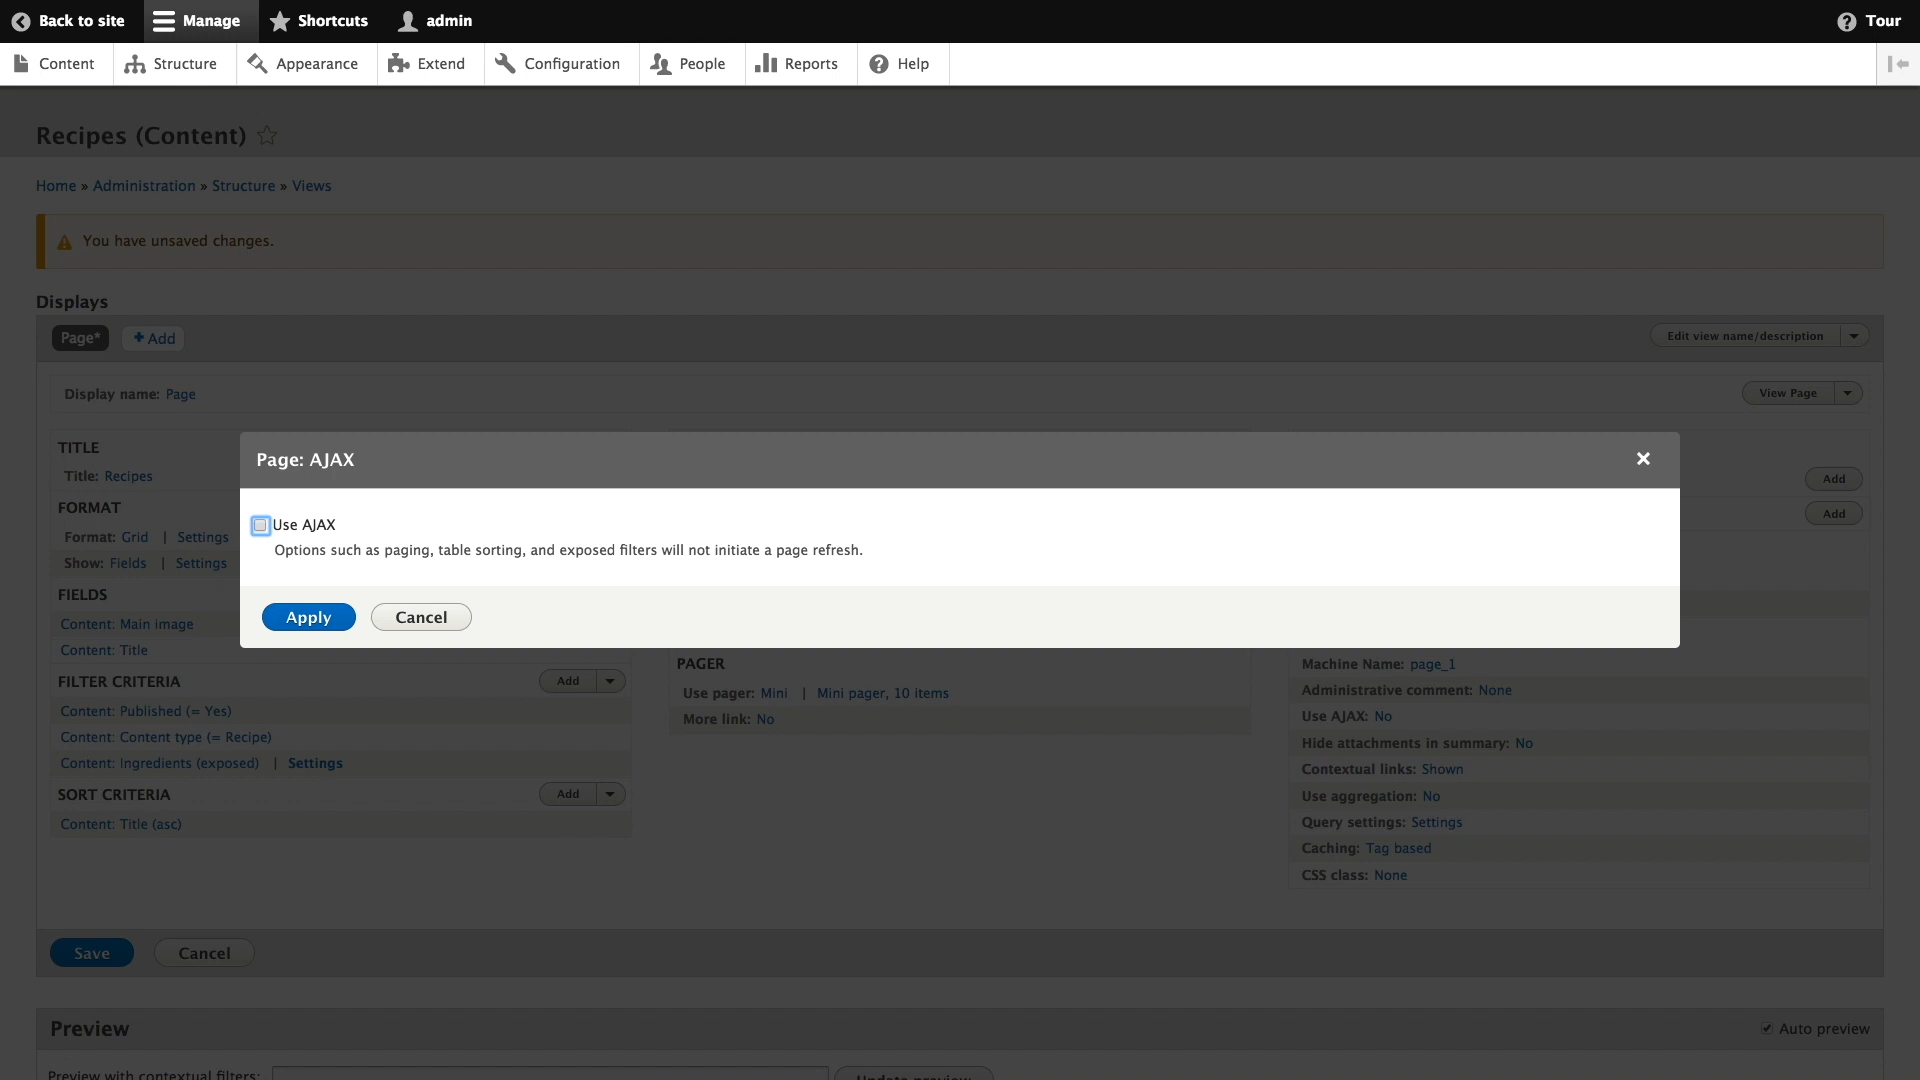 Back to site
Manage
Shortcuts
admin
Tour
Content
Structure
Appearance
Extend
Configuration
People
Reports
Help
Recipes (Content)
Home » Administration » Structure » Views
You have unsaved changes.
Displays
Page*
Add
Edit view name/description
Display name: Page
View Page
TITLE
Title: Recipes
Add
FORMAT
Add
Format: Grid | Settings
Show: Fields | Settings
FIELDS
Content: Main image
Content: Title
FILTER CRITERIA
Add
Content: Published (= Yes)
Content: Content type (= Recipe)
Content: Ingredients (exposed) | Settings
SORT CRITERIA
Add
Content: Title (asc)
Page: AJAX
Use AJAX
Options such as paging, table sorting, and exposed filters will not initiate a page refresh.
Apply
Cancel
PAGER
Use pager: Mini | Mini pager, 10 items
More link: No
Machine Name: page_1
Administrative comment: None
Use AJAX: No
Hide attachments in summary: No
Contextual links: Shown
Use aggregation: No
Query settings: Settings
Caching: Tag based
CSS class: None
Save
Cancel
Preview
Auto preview
Preview with contextual filters:
Update preview